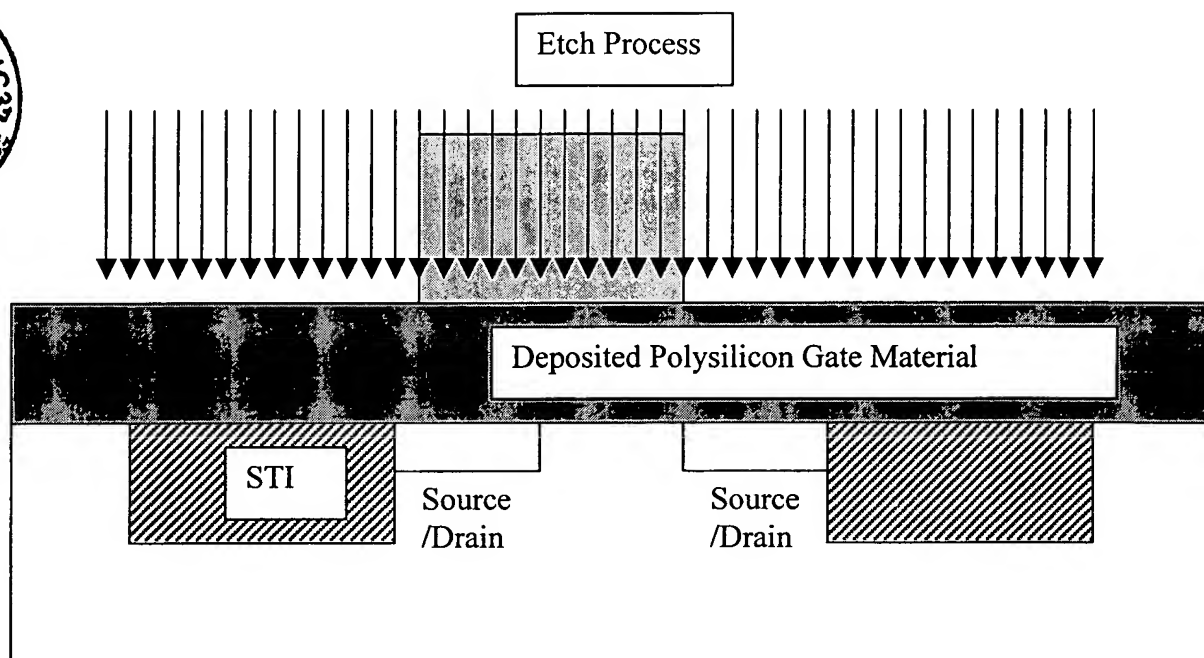 Etch Process
Deposited Polysilicon Gate Material
STI
Source
/Drain
Source
/Drain